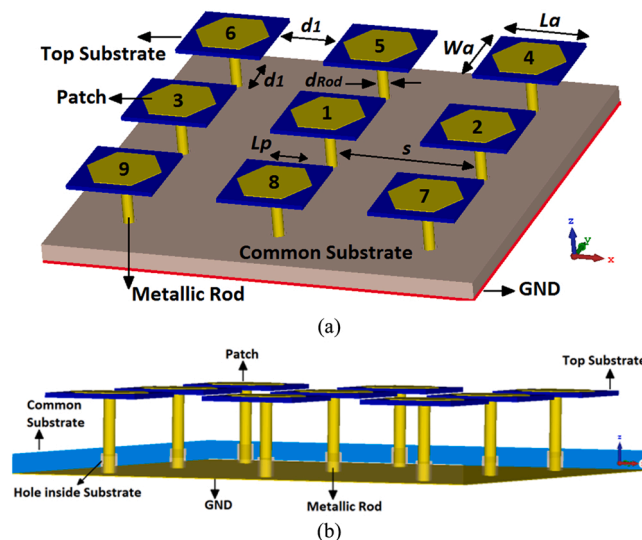 6 d1 5 La
Wa 4
Top Substrate
d1 dRod
Patch 3 1 2
Lp s
9 8 7
Common Substrate
z y x
Metallic Rod GND
(a)
Patch
Top Substrate
Common
Substrate
z
Hole inside Substrate
GND Metallic Rod
(b)